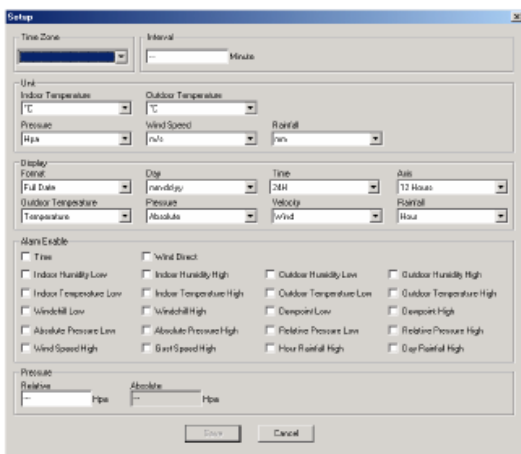 Setup
Time Zone
Interval
---
Minute
Unit
Indoor Temperature
Outdoor Temperature
℃
℃
Pressure
Wind Speed
Rainfall
Hpa
m/s
mm
Display
Format
Day
Time
Axis
Full Date
mm-dd-yy
24H
12 Hours
Outdoor Temperature
Pressure
Velocity
Rainfall
Temperature
Absolute
Wind
Hour
Alarm Enable
Time
Wind Direct
Indoor Humidity Low
Indoor Humidity High
Outdoor Humidity Low
Outdoor Humidity High
Indoor Temperature Low
Indoor Temperature High
Outdoor Temperature Low
Outdoor Temperature High
Windchill Low
Windchill High
Dewpoint Low
Dewpoint High
Absolute Pressure Low
Absolute Pressure High
Relative Pressure Low
Relative Pressure High
Wind Speed High
Gust Speed High
Hour Rainfall High
Day Rainfall High
Pressure
Relative
Absolute
---
Hpa
---
Hpa
Save
Cancel